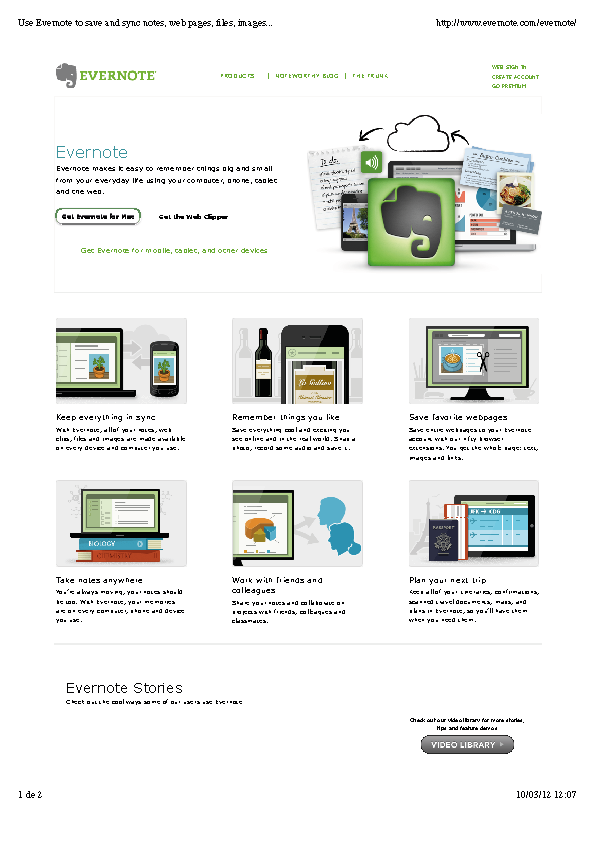 Use Evernote to save and sync notes, web pages, files, images...
http://www.evernote.com/evernote/
EVERNOTE
PRODUCTS | NOTEWORTHY BLOG | THE TRUNK
WEB SIGN IN
CREATE ACCOUNT
GO PREMIUM
Evernote
Evernote makes it easy to remember things big and small
from your everyday life using your computer, phone, tablet
and the web.
Get Evernote for Mac
Get the Web Clipper
Get Evernote for mobile, tablet, and other devices
To do:
Keep everything in sync
With Evernote, all of your notes, web
clips, files and images are made available
on every device and computer you use.
Remember things you like
Save everything cool and exciting you
see online and in the real world. Snap a
photo, record some audio and save it.
Save favorite webpages
Save entire webpages to your Evernote
account with our nifty browser
extensions. You get the whole page: text,
images and links.
BIOLOGY
PASSPORT
JFK → CDG
Take notes anywhere
You're always moving, your notes should
be too. With Evernote, your memories
are on every computer, phone and device
you use.
Work with friends and
colleagues
Share your notes and collaborate on
projects with friends, colleagues and
classmates.
Plan your next trip
Keep all of your itineraries, confirmations,
scanned travel documents, maps, and
plans in Evernote, so you'll have them
when you need them.
Evernote Stories
Check out the cool ways some of our users use Evernote
Check out our video library for more stories,
tips and feature demos
VIDEO LIBRARY
1 de 2
10/03/12 12:07